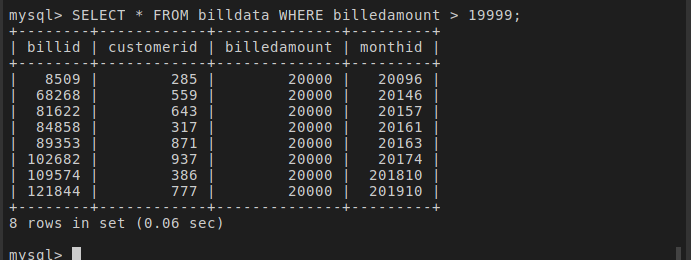 mysql> SELECT * FROM billdata WHERE billedamount > 19999;
+--------+------------+--------------+---------+
| billid | customerid | billedamount | monthid |
+--------+------------+--------------+---------+
|   8509 |        285 |        20000 |   20096 |
|  68268 |        559 |        20000 |   20146 |
|  81622 |        643 |        20000 |   20157 |
|  84858 |        317 |        20000 |   20161 |
|  89353 |        871 |        20000 |   20163 |
| 102682 |        937 |        20000 |   20174 |
| 109574 |        386 |        20000 |  201810 |
| 121844 |        777 |        20000 |  201910 |
+--------+------------+--------------+---------+
8 rows in set (0.06 sec)
mysql>